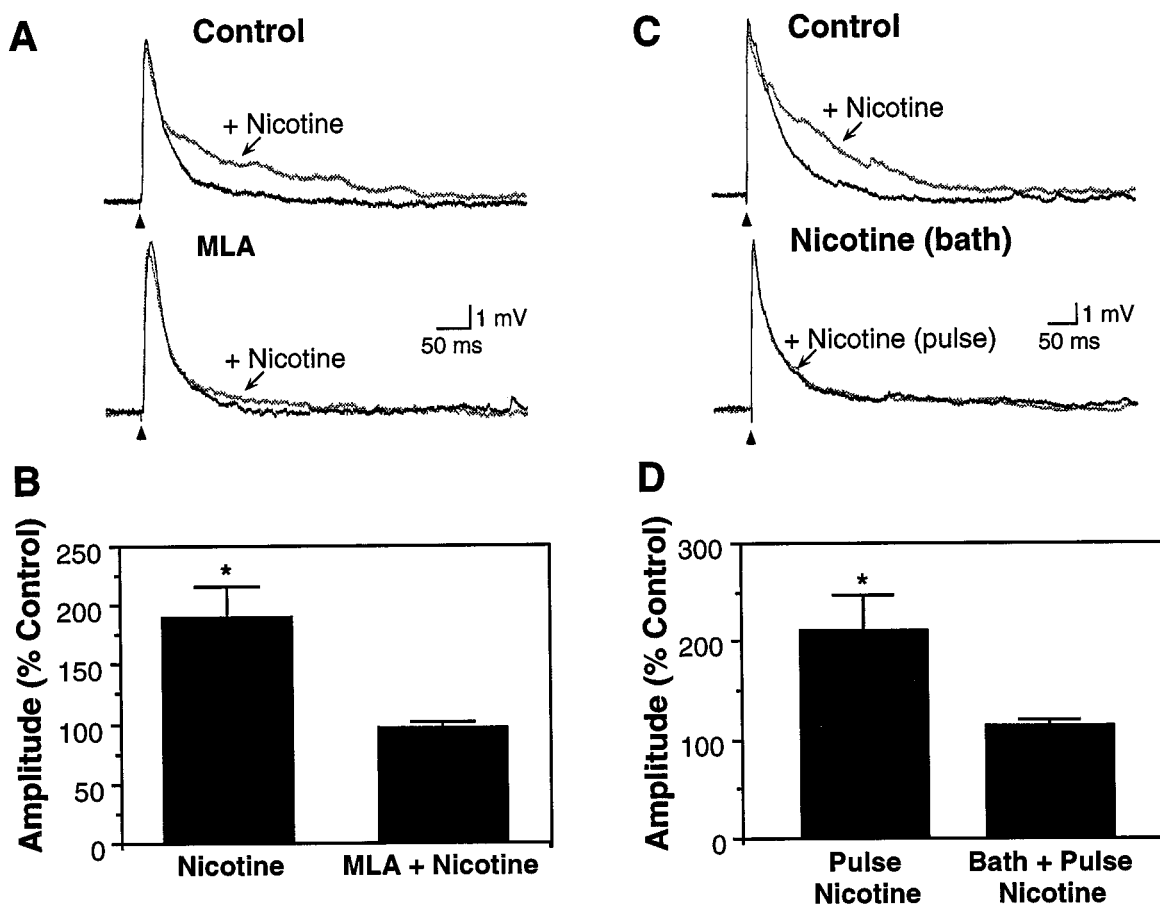 A
Control
+ Nicotine
MLA
1 mV
50 ms
+ Nicotine
C
Control
+ Nicotine
Nicotine (bath)
1 mV
50 ms
+ Nicotine (pulse)
B
Amplitude (% Control)
250
200
150
100
50
0
*
Nicotine
MLA + Nicotine
D
Amplitude (% Control)
300
200
100
0
*
Pulse
Nicotine
Bath + Pulse
Nicotine